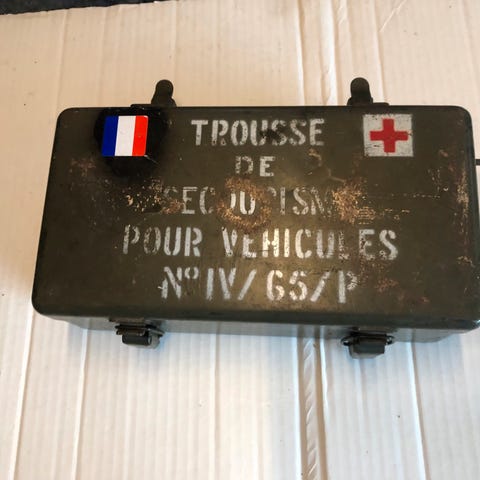 TROUSSE
DE
SECOURISME
POUR VEHICULES
N° IV/65/P